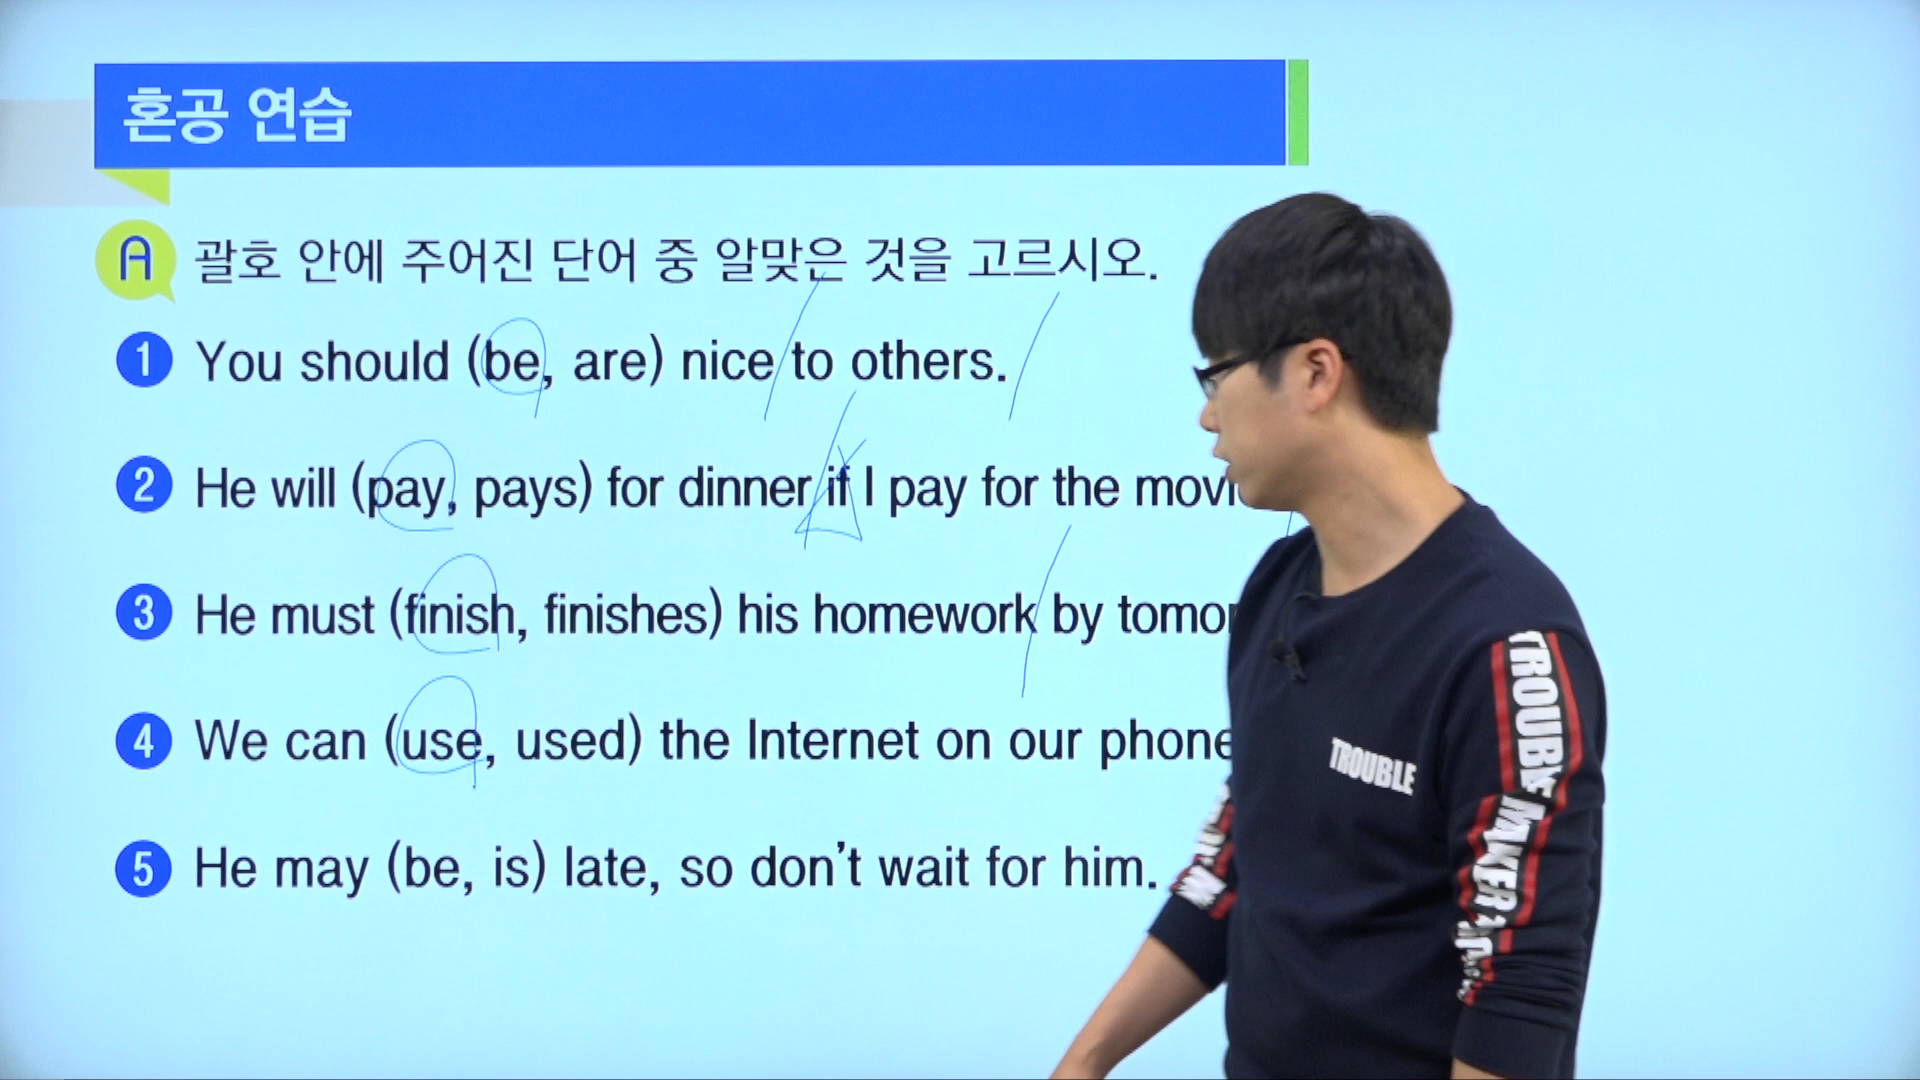 혼공 연습
A 괄호 안에 주어진 단어 중 알맞은 것을 고르시오.
1 You should (be, are) nice to others.
2 He will (pay, pays) for dinner if I pay for the movi
3 He must (finish, finishes) his homework by tomor
4 We can (use, used) the Internet on our phone
5 He may (be, is) late, so don't wait for him.
TROUBLE
TROUBLE MAKER